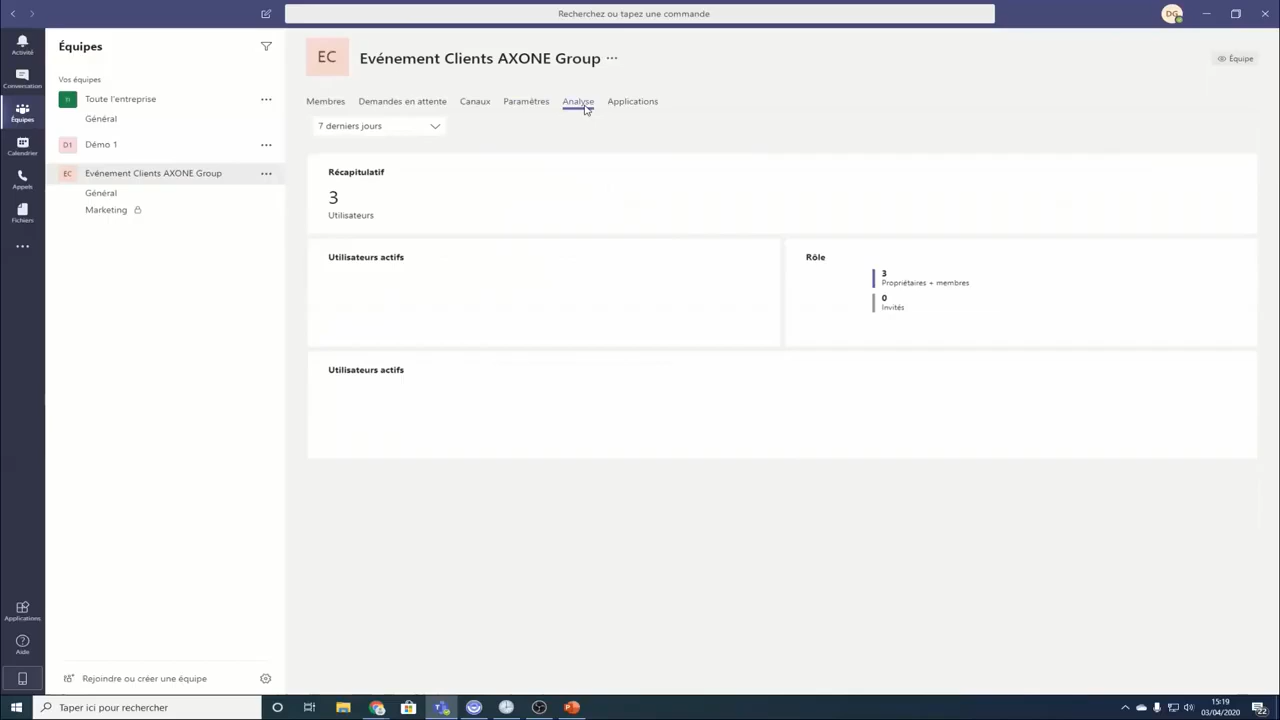 Recherchez ou tapez une commande
DG
Activité
Conversation
Équipes
Calendrier
Appels
Fichiers
Applications
Aide
Équipes
Vos équipes
Toute l'entreprise
Général
D1
Démo 1
EC
Evénement Clients AXONE Group
Général
Marketing
Rejoindre ou créer une équipe
EC
Evénement Clients AXONE Group
Équipe
Membres
Demandes en attente
Canaux
Paramètres
Analyse
Applications
7 derniers jours
Récapitulatif
3
Utilisateurs
Utilisateurs actifs
Rôle
3
Propriétaires + membres
0
Invités
Utilisateurs actifs
Taper ici pour rechercher
15:19
03/04/2020
22